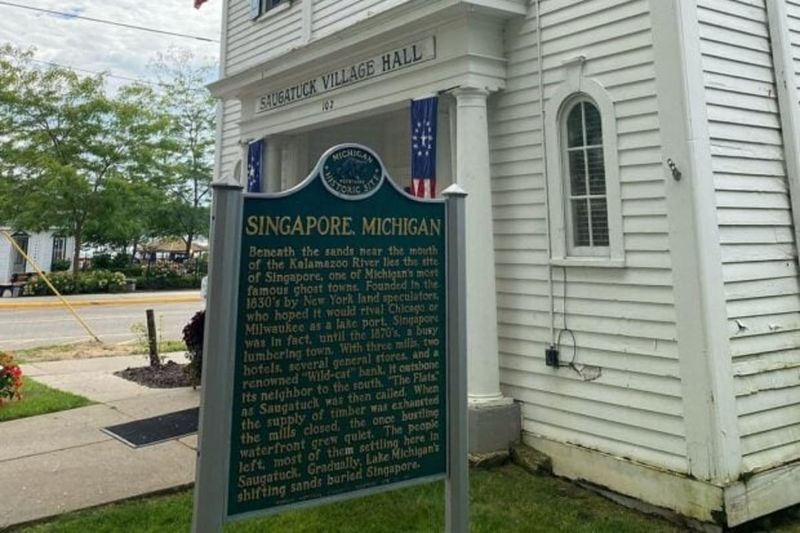 SAUGATUCK VILLAGE HALL
102
MICHIGAN
HISTORIC SITE
SINGAPORE, MICHIGAN
Beneath the sands near the mouth
of the Kalamazoo River lies the site
of Singapore, one of Michigan's most
famous ghost towns. Founded in the
1830's by New York land speculators,
who hoped it would rival Chicago or
Milwaukee as a lake port, Singapore
was in fact, until the 1870's, a busy
lumbering town. With three mills, two
hotels, several general stores, and a
renowned "Wild-cat" bank, it outshone
its neighbor to the south, "The Flats,"
as Saugatuck was then called. When
the supply of timber was exhausted
the mills closed, the once bustling
waterfront grew quiet. The people
left, most of them settling here in
Saugatuck. Gradually, Lake Michigan's
shifting sands buried Singapore.